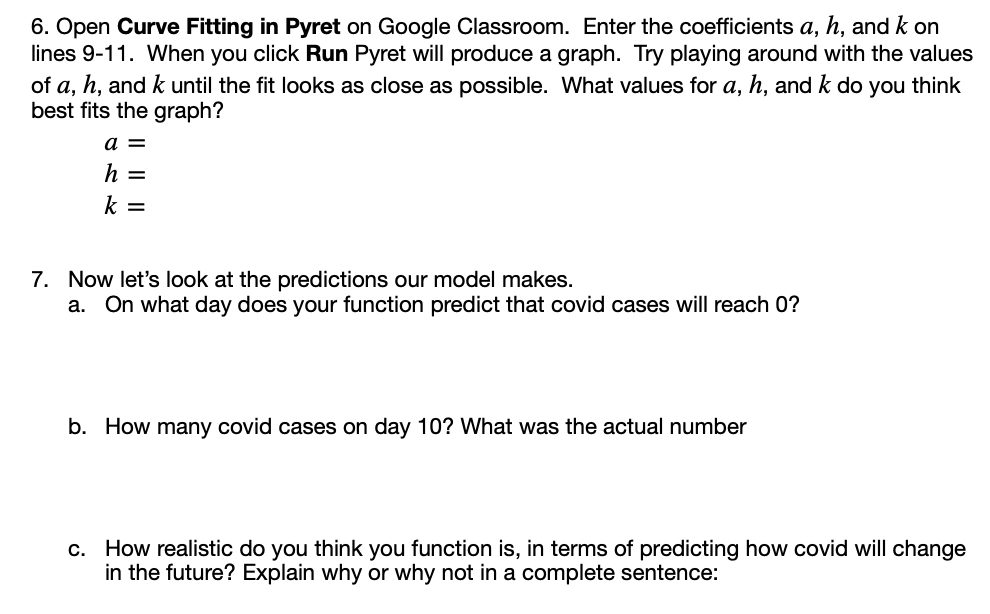 6. Open Curve Fitting in Pyret on Google Classroom. Enter the coefficients a, h, and k on
lines 9-11. When you click Run Pyret will produce a graph. Try playing around with the values
of a, h, and k until the fit looks as close as possible. What values for a, h, and k do you think
best fits the graph?
a =
h =
k =
7. Now let’s look at the predictions our model makes.
a. On what day does your function predict that covid cases will reach 0?
b. How many covid cases on day 10? What was the actual number
c. How realistic do you think you function is, in terms of predicting how covid will change
in the future? Explain why or why not in a complete sentence: